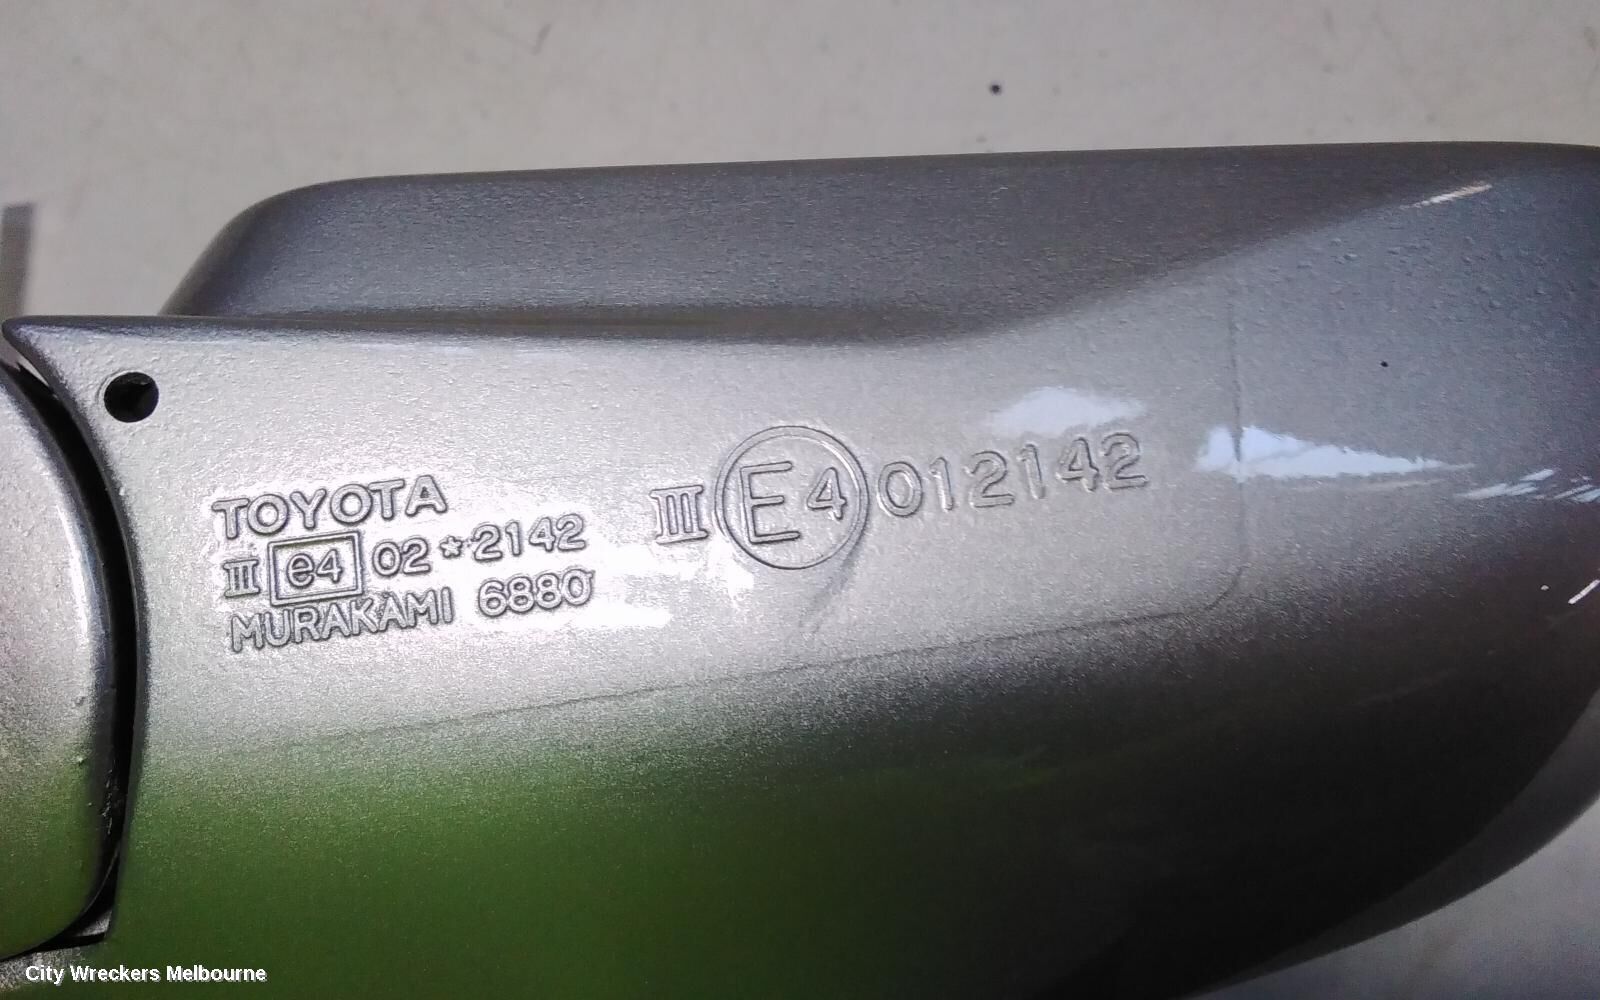 TOYOTA
III e4 02*2142
MURAKAMI 6880
III E4 012142
City Wreckers Melbourne